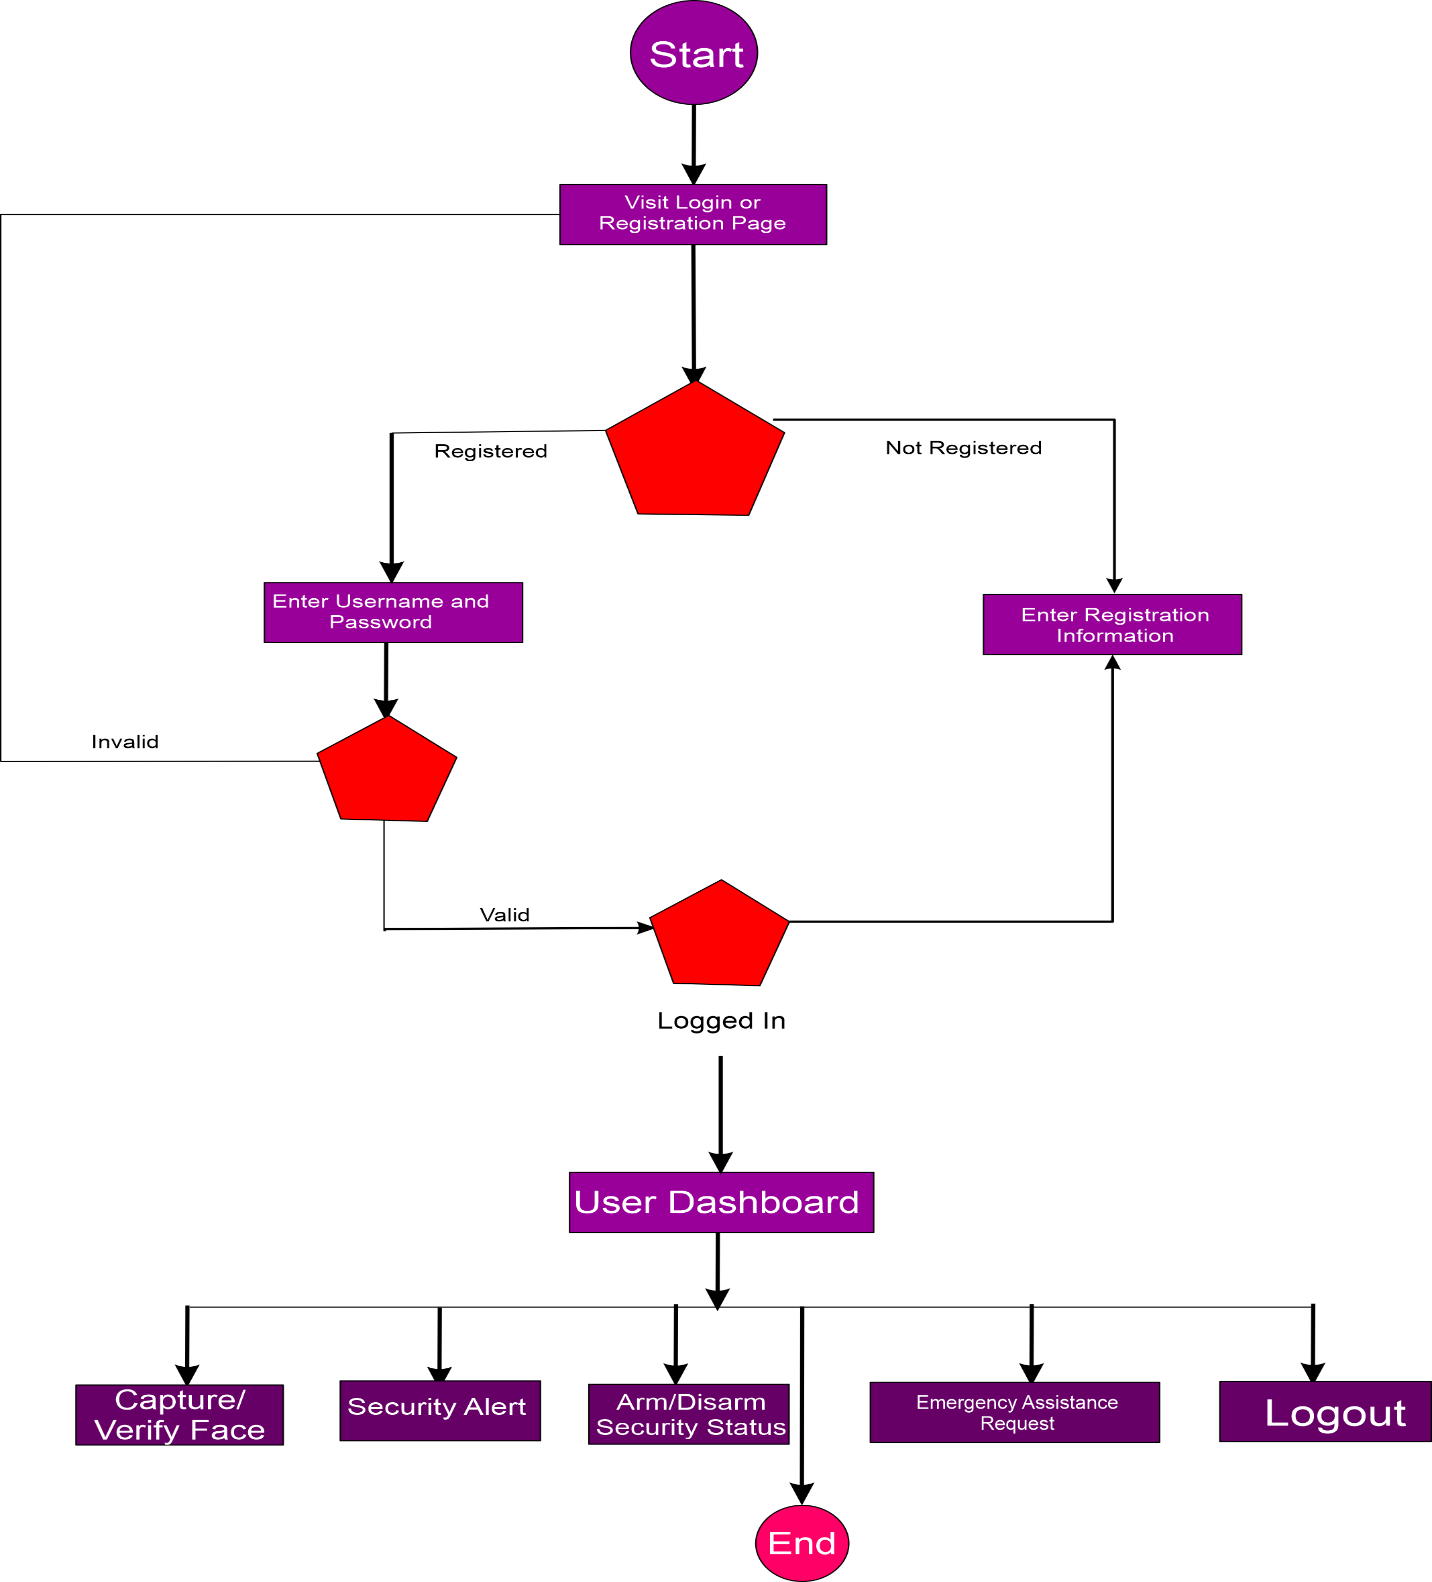 Start
Visit Login or
Registration Page
Registered
Not Registered
Enter Username and
Password
Enter Registration
Information
Invalid
Valid
Logged In
User Dashboard
Capture/
Verify Face
Security Alert
Arm/Disarm
Security Status
Emergency Assistance
Request
Logout
End